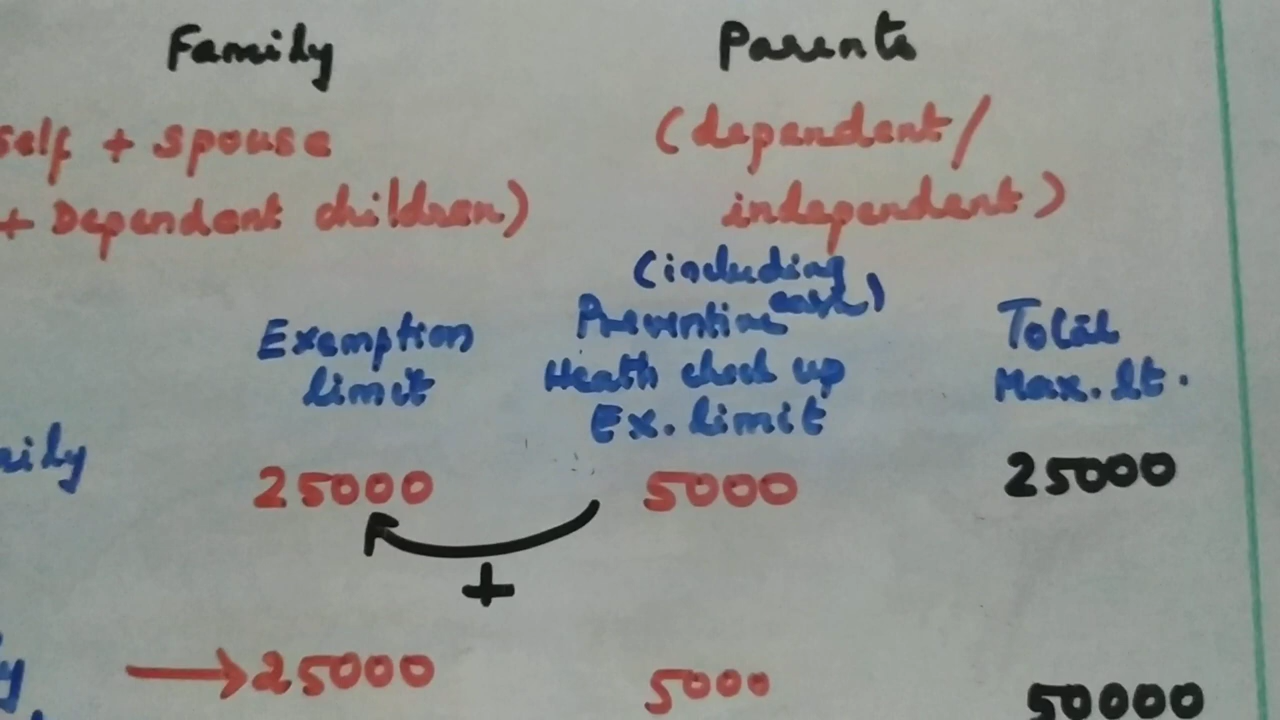 Family Parents
self + spouse (dependent/
+ Dependent children) independent)
(including
cash)
Exemption Preventive Total
limit Health check up Max. lt.
Ex. limit
25000 5000 25000
+
25000 5000 50000